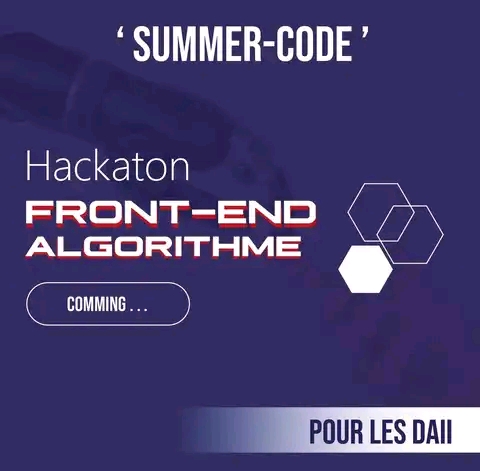 ‘ SUMMER-CODE ’
Hackaton
FRONT-END
ALGORITHME
COMMING . . .
POUR LES DAII